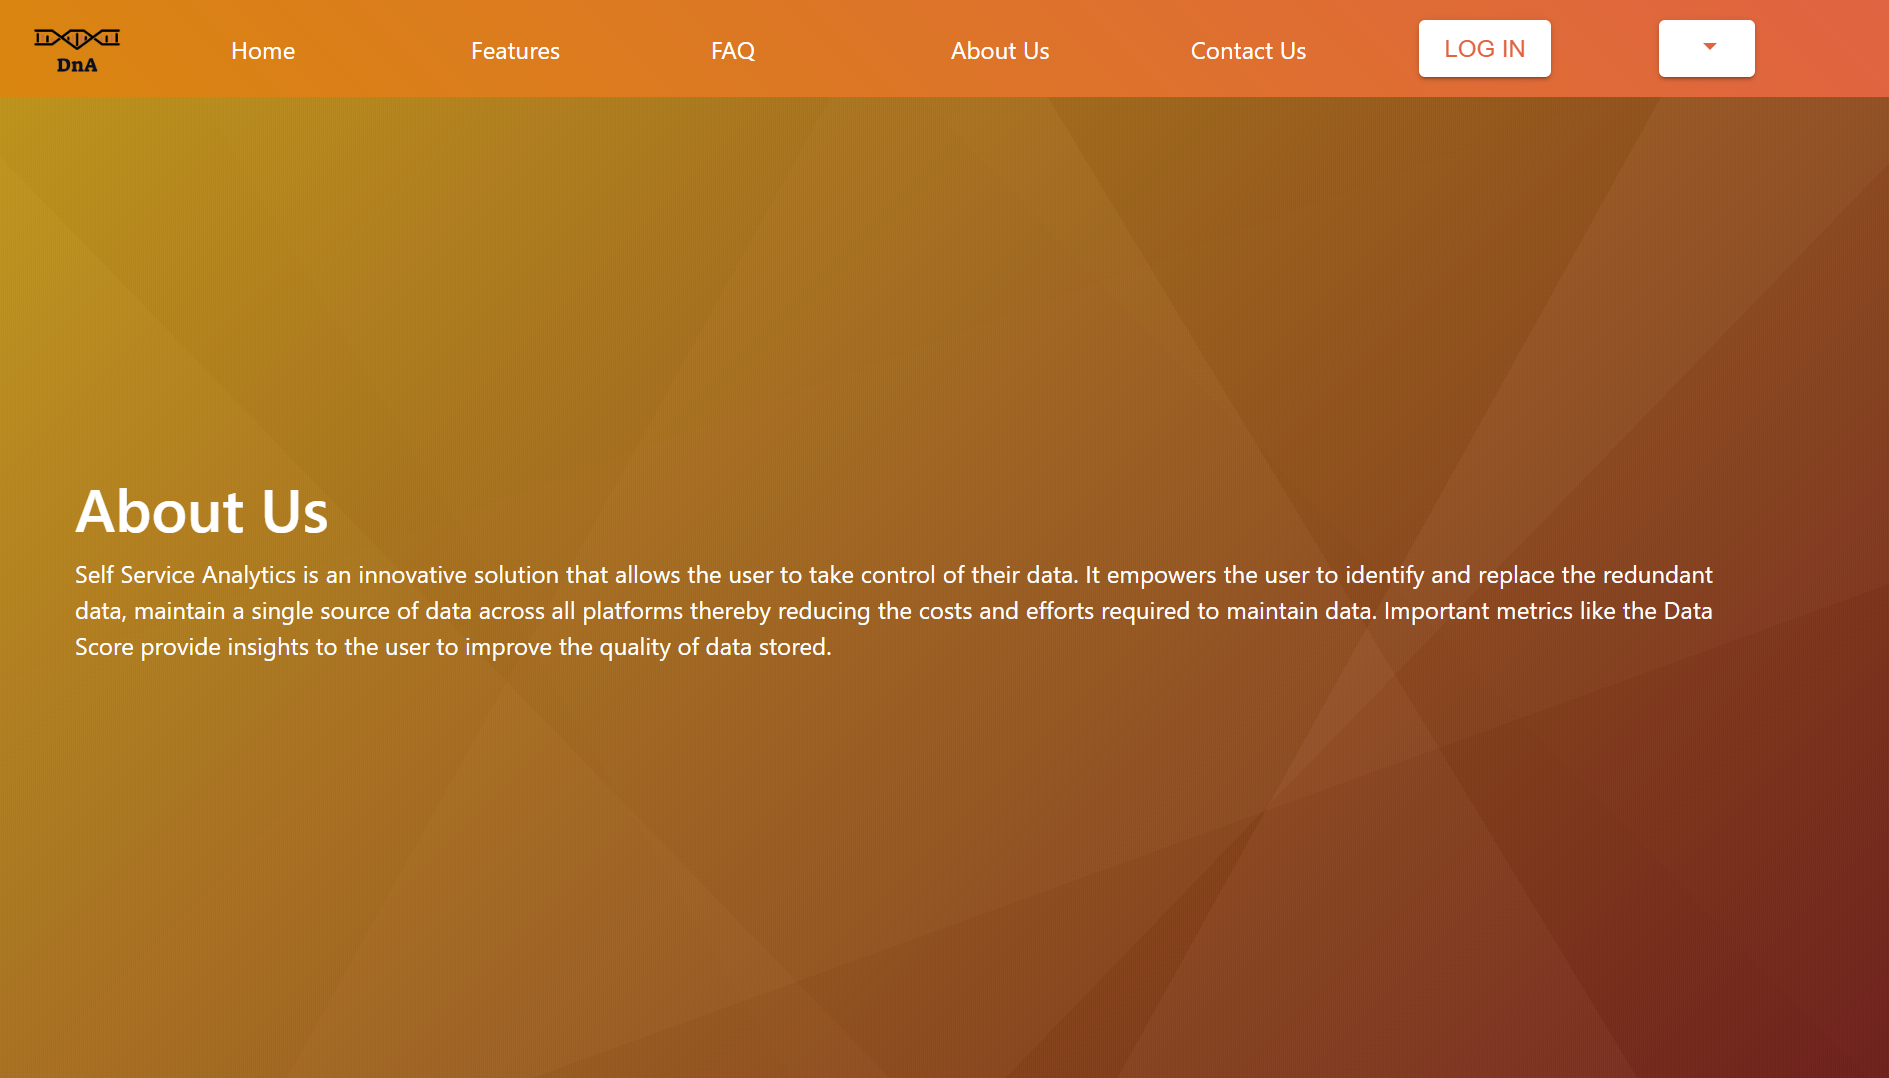 DnA
Home
Features
FAQ
About Us
Contact Us
LOG IN
About Us
Self Service Analytics is an innovative solution that allows the user to take control of their data. It empowers the user to identify and replace the redundant
data, maintain a single source of data across all platforms thereby reducing the costs and efforts required to maintain data. Important metrics like the Data
Score provide insights to the user to improve the quality of data stored.